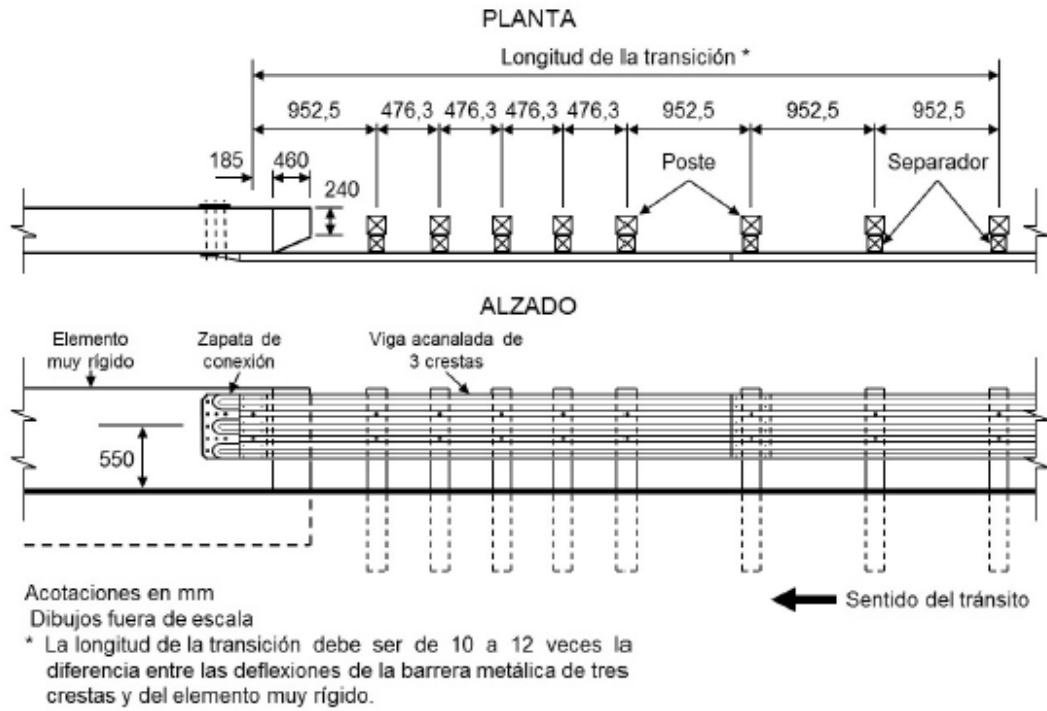 PLANTA
Longitud de la transición *
952,5 476,3 476,3 476,3 476,3 952,5 952,5 952,5
185 460
240
Poste
Separador
ALZADO
Elemento
muy rígido
Zapata de
conexión
Viga acanalada de
3 crestas
550
Acotaciones en mm
Dibujos fuera de escala
Sentido del tránsito
* La longitud de la transición debe ser de 10 a 12 veces la
diferencia entre las deflexiones de la barrera metálica de tres
crestas y del elemento muy rígido.